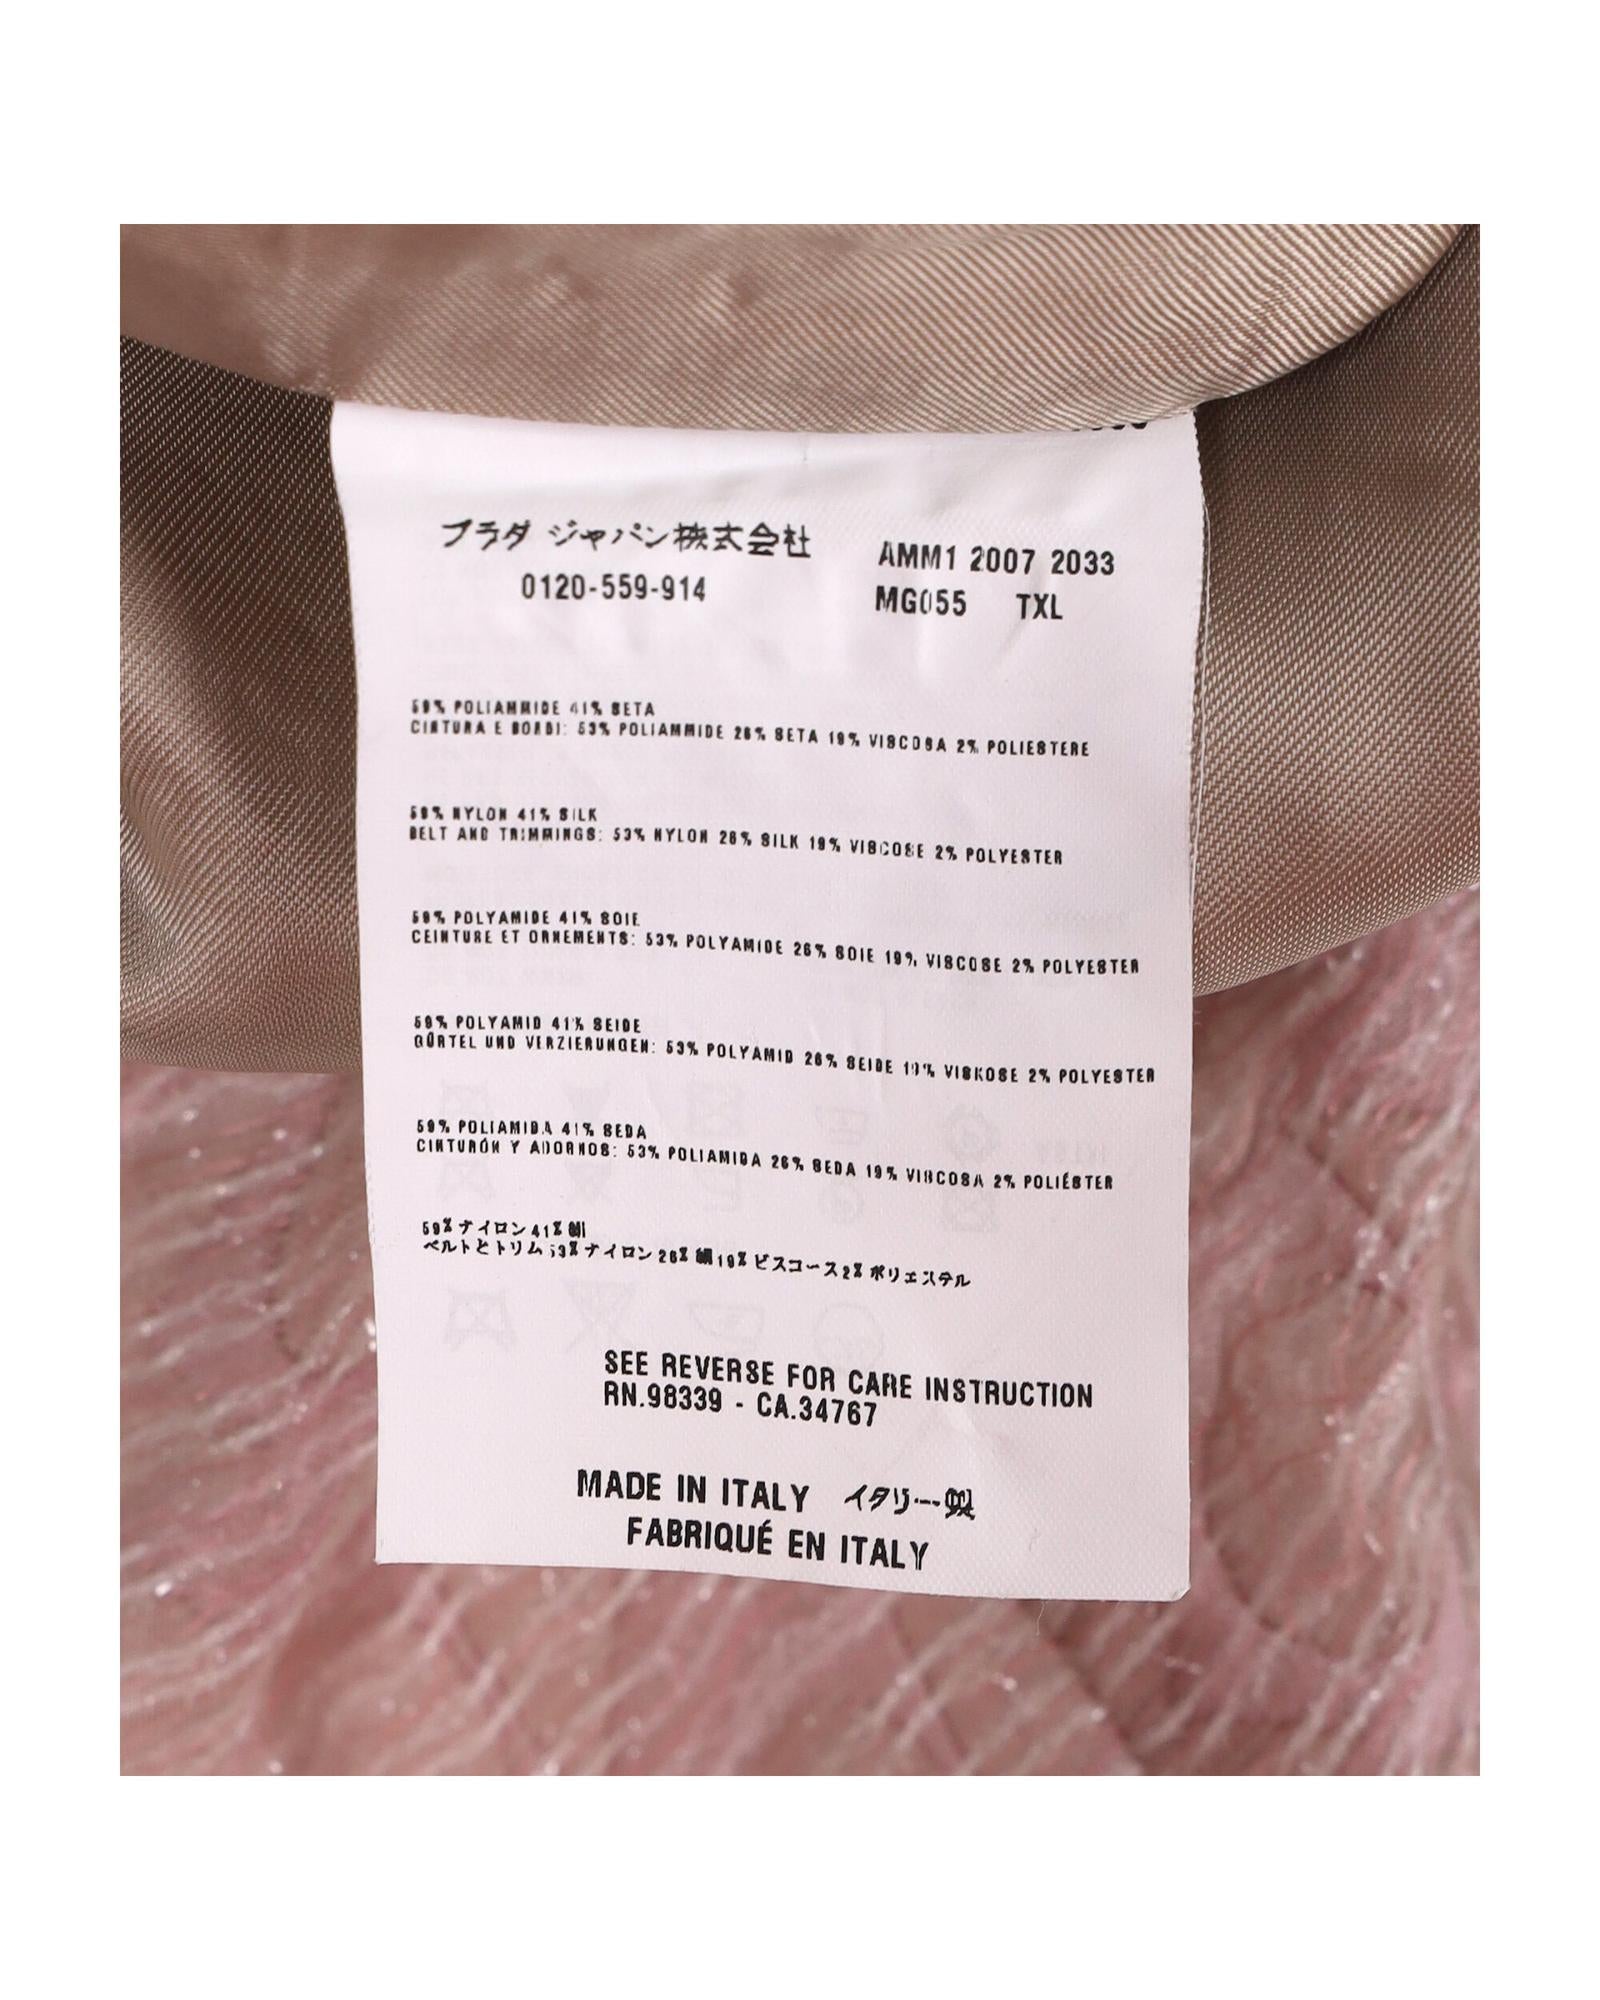 プラダ ジャパン株式会社
0120-559-914
AMM1 2007 2033
MG055 TXL
59% POLIAMMIDE 41% SETA
CINTURA E BORDI: 53% POLIAMMIDE 26% SETA 19% VISCOSA 2% POLIESTERE
59% NYLON 41% SILK
BELT AND TRIMMINGS: 53% NYLON 26% SILK 19% VISCOSE 2% POLYESTER
59% POLYAMIDE 41% SOIE
CEINTURE ET ORNEMENTS: 53% POLYAMIDE 26% SOIE 19% VISCOSE 2% POLYESTER
59% POLYAMID 41% SEIDE
GÜRTEL UND VERZIERUNGEN: 53% POLYAMID 26% SEIDE 19% VISKOSE 2% POLYESTER
59% POLIAMIDA 41% SEDA
CINTURÓN Y ADORNOS: 53% POLIAMIDA 26% SEDA 19% VISCOSA 2% POLIÉSTER
59% ナイロン 41% 絹
ベルトとトリム 53% ナイロン 26% 絹 19% ビスコース 2% ポリエステル
SEE REVERSE FOR CARE INSTRUCTION
RN.98339 - CA.34767
MADE IN ITALY イタリー製
FABRIQUÉ EN ITALY